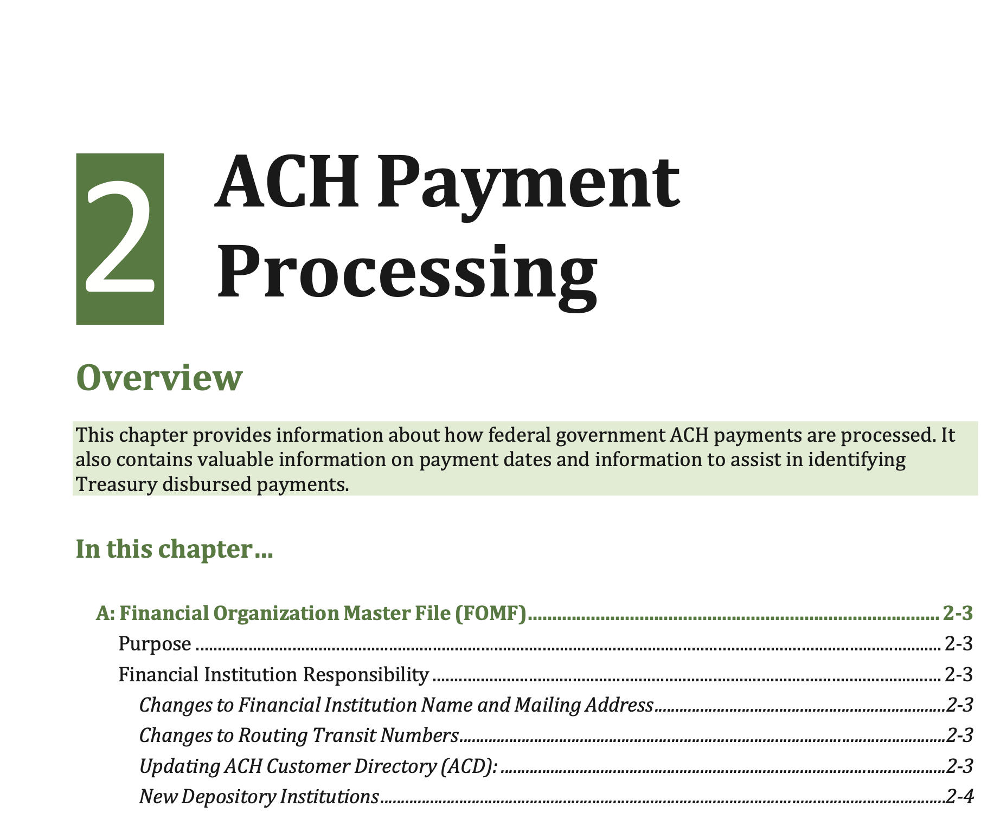 2
ACH Payment
Processing
Overview
This chapter provides information about how federal government ACH payments are processed. It
also contains valuable information on payment dates and information to assist in identifying
Treasury disbursed payments.
In this chapter…
A: Financial Organization Master File (FOMF)........................................................................ 2-3
Purpose ........................................................................................................................ 2-3
Financial Institution Responsibility ........................................................................................ 2-3
Changes to Financial Institution Name and Mailing Address....................................................2-3
Changes to Routing Transit Numbers....................................................................................2-3
Updating ACH Customer Directory (ACD): ..............................................................................2-3
New Depository Institutions..................................................................................................2-4